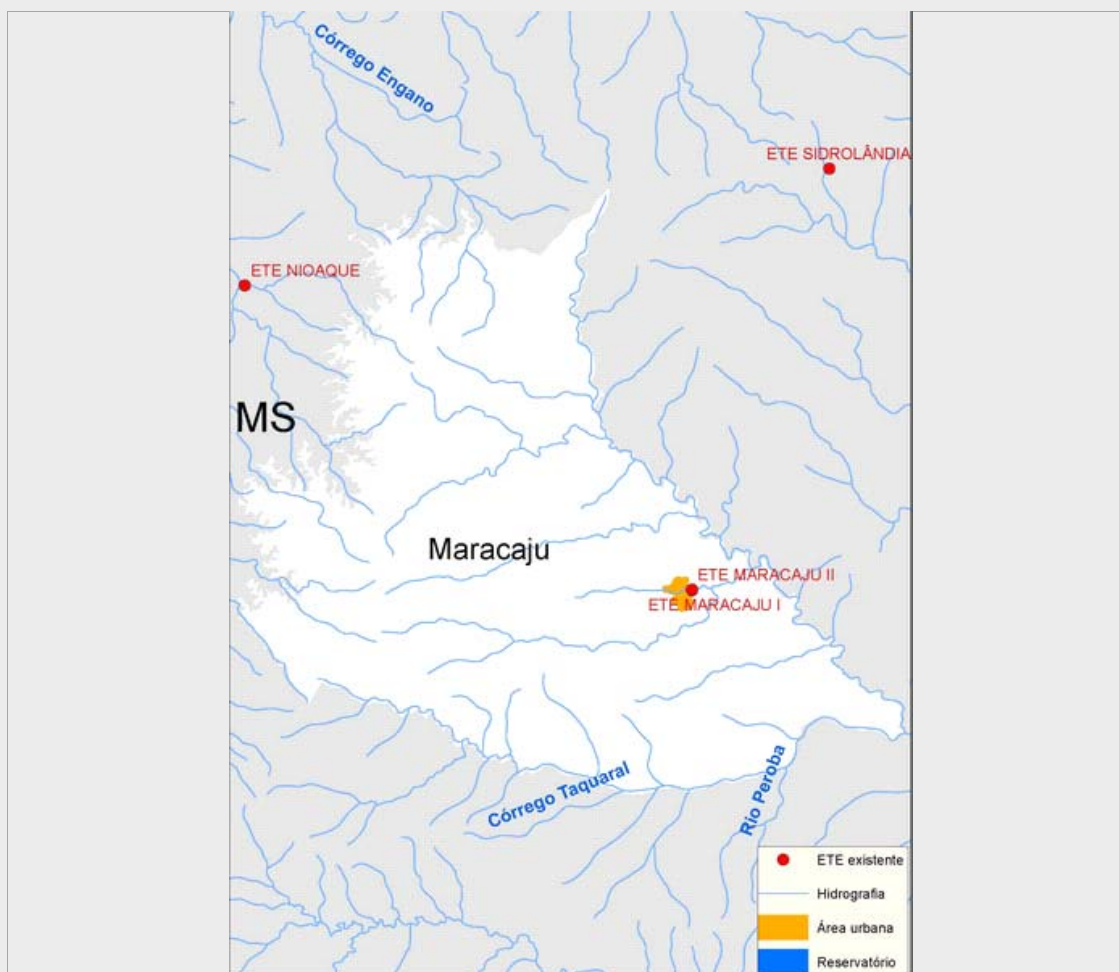 Córrego Engano
ETE SIDROLÂNDIA
ETE NIOAQUE
MS
Maracaju
ETE MARACAJU II
ETE MARACAJU I
Córrego Taquaral
Rio Peroba
ETE existente
Hidrografia
Área urbana
Reservatório